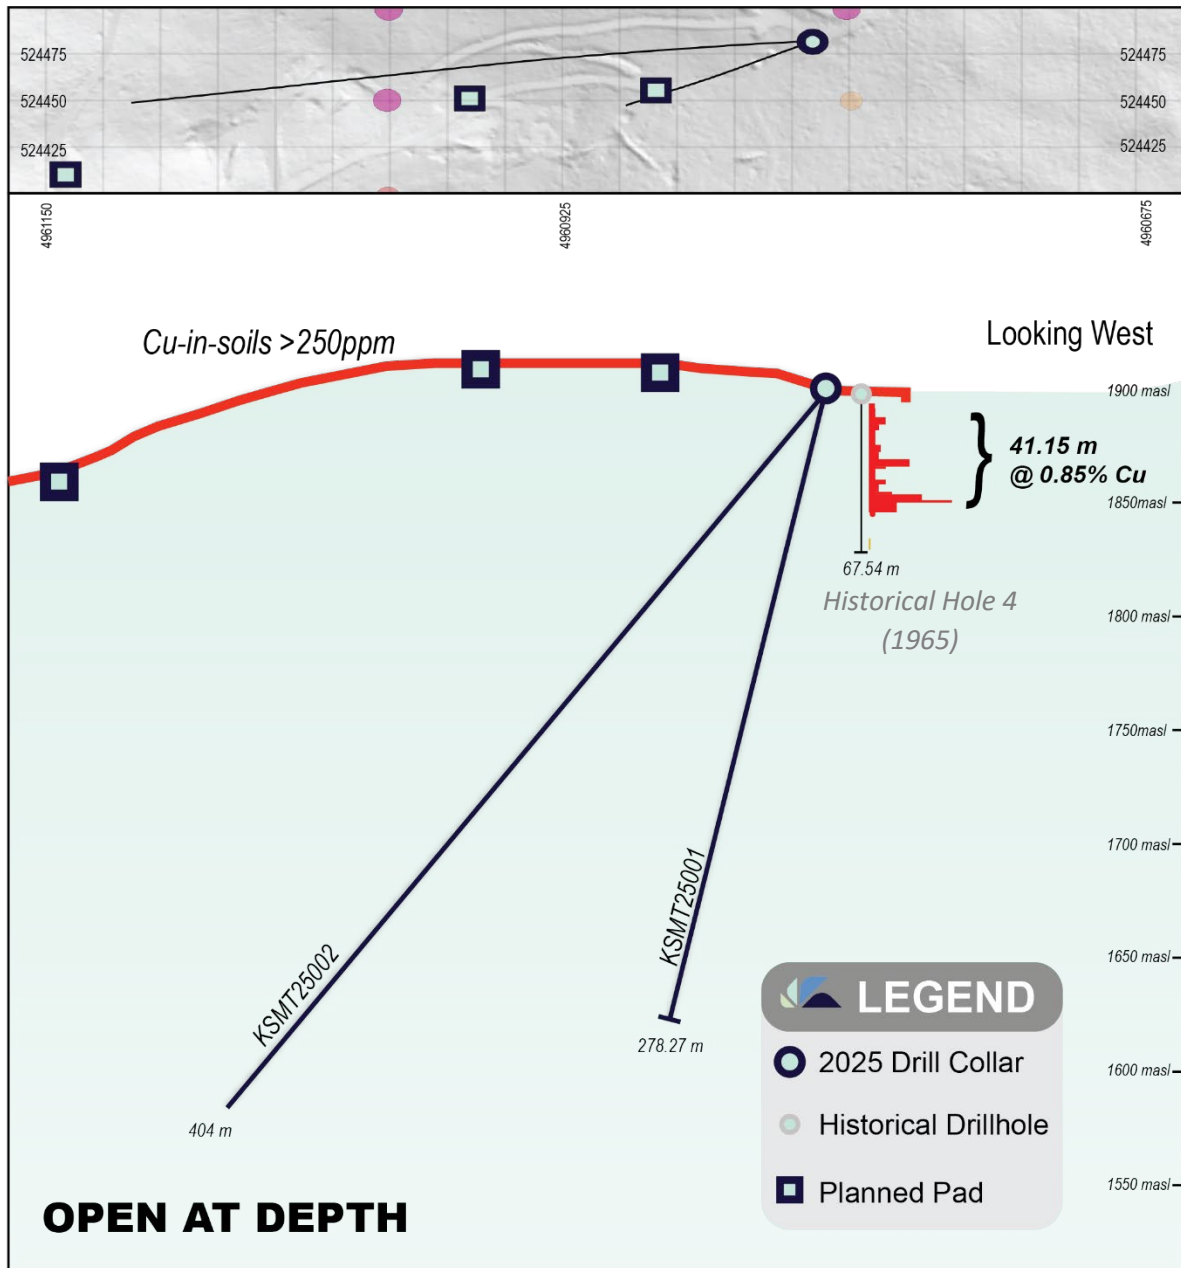 524475
524475
524450
524450
524425
524425
4961150
4960925
4960675
Cu-in-soils >250ppm
Looking West
1900 masl
41.15 m
@ 0.85% Cu
1850masl
67.54 m
Historical Hole 4
(1965)
1800 masl
1750masl
1700 masl
KSMT25001
KSMT25002
1650 masl
LEGEND
278.27 m
2025 Drill Collar
1600 masl
404 m
Historical Drillhole
Planned Pad
1550 masl
OPEN AT DEPTH